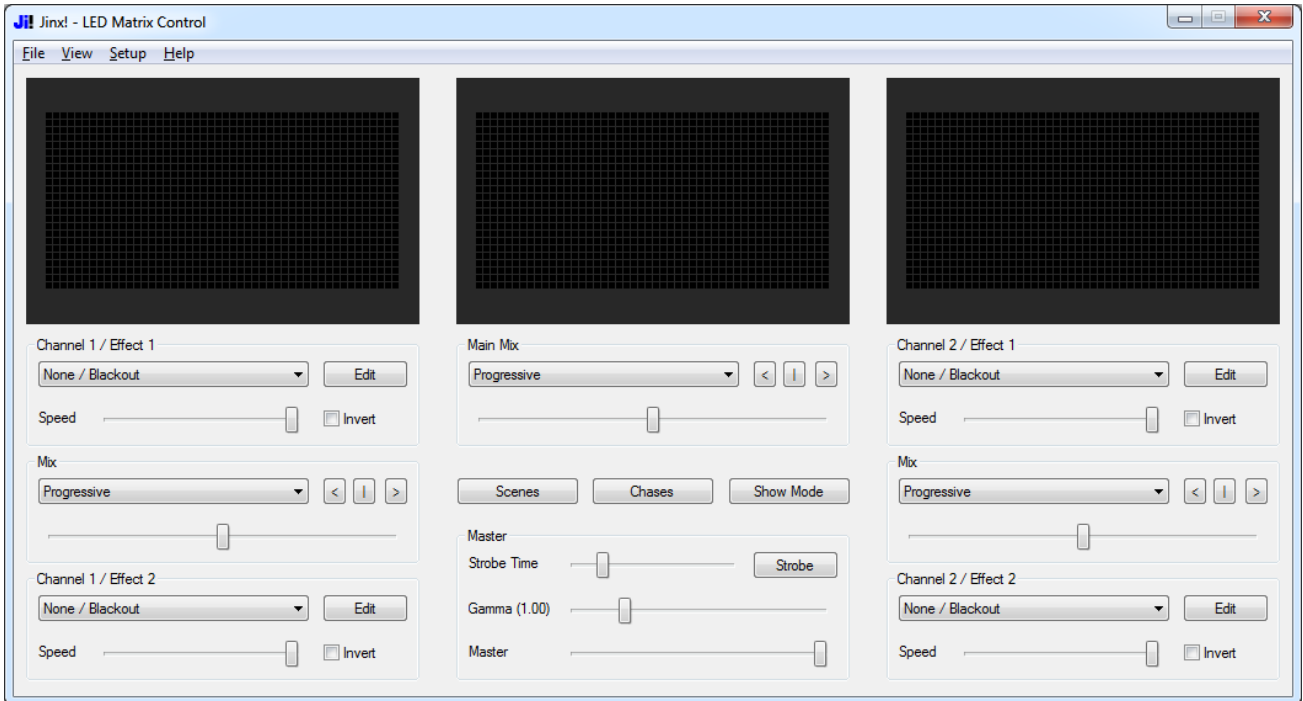 Ji! Jinx! - LED Matrix Control
File View Setup Help
Channel 1 / Effect 1
None / Blackout Edit
Speed Invert
Mix
Progressive < | >
Channel 1 / Effect 2
None / Blackout Edit
Speed Invert
Main Mix
Progressive < | >
Scenes Chases Show Mode
Master
Strobe Time Strobe
Gamma (1.00)
Master
Channel 2 / Effect 1
None / Blackout Edit
Speed Invert
Mix
Progressive < | >
Channel 2 / Effect 2
None / Blackout Edit
Speed Invert